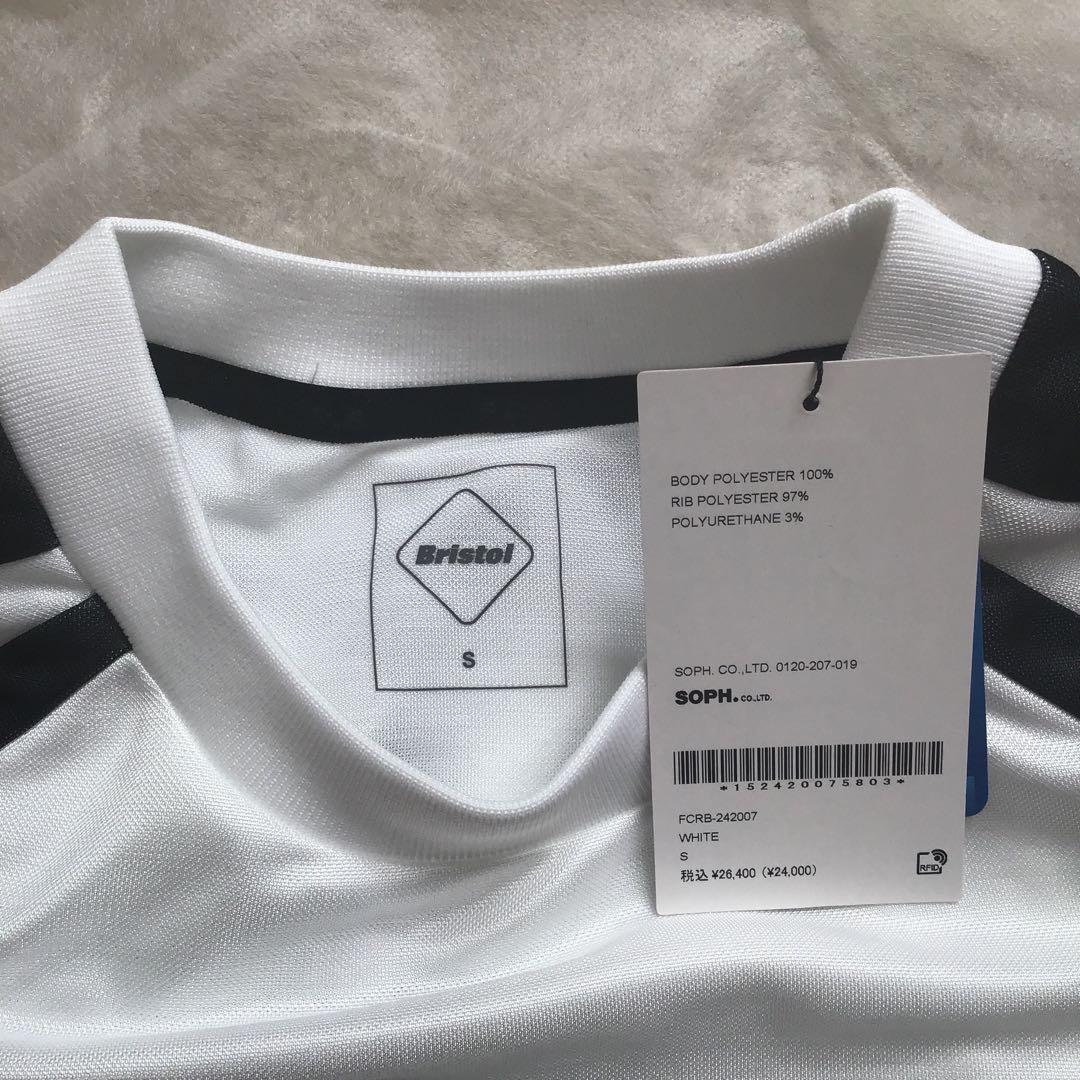 Bristol
S
BODY POLYESTER 100%
RIB POLYESTER 97%
POLYURETHANE 3%
SOPH. CO.,LTD. 0120-207-019
SOPH. CO.,LTD.
*152420075803*
FCRB-242007
WHITE
S
税込 ¥26,400 (¥24,000)
RFID